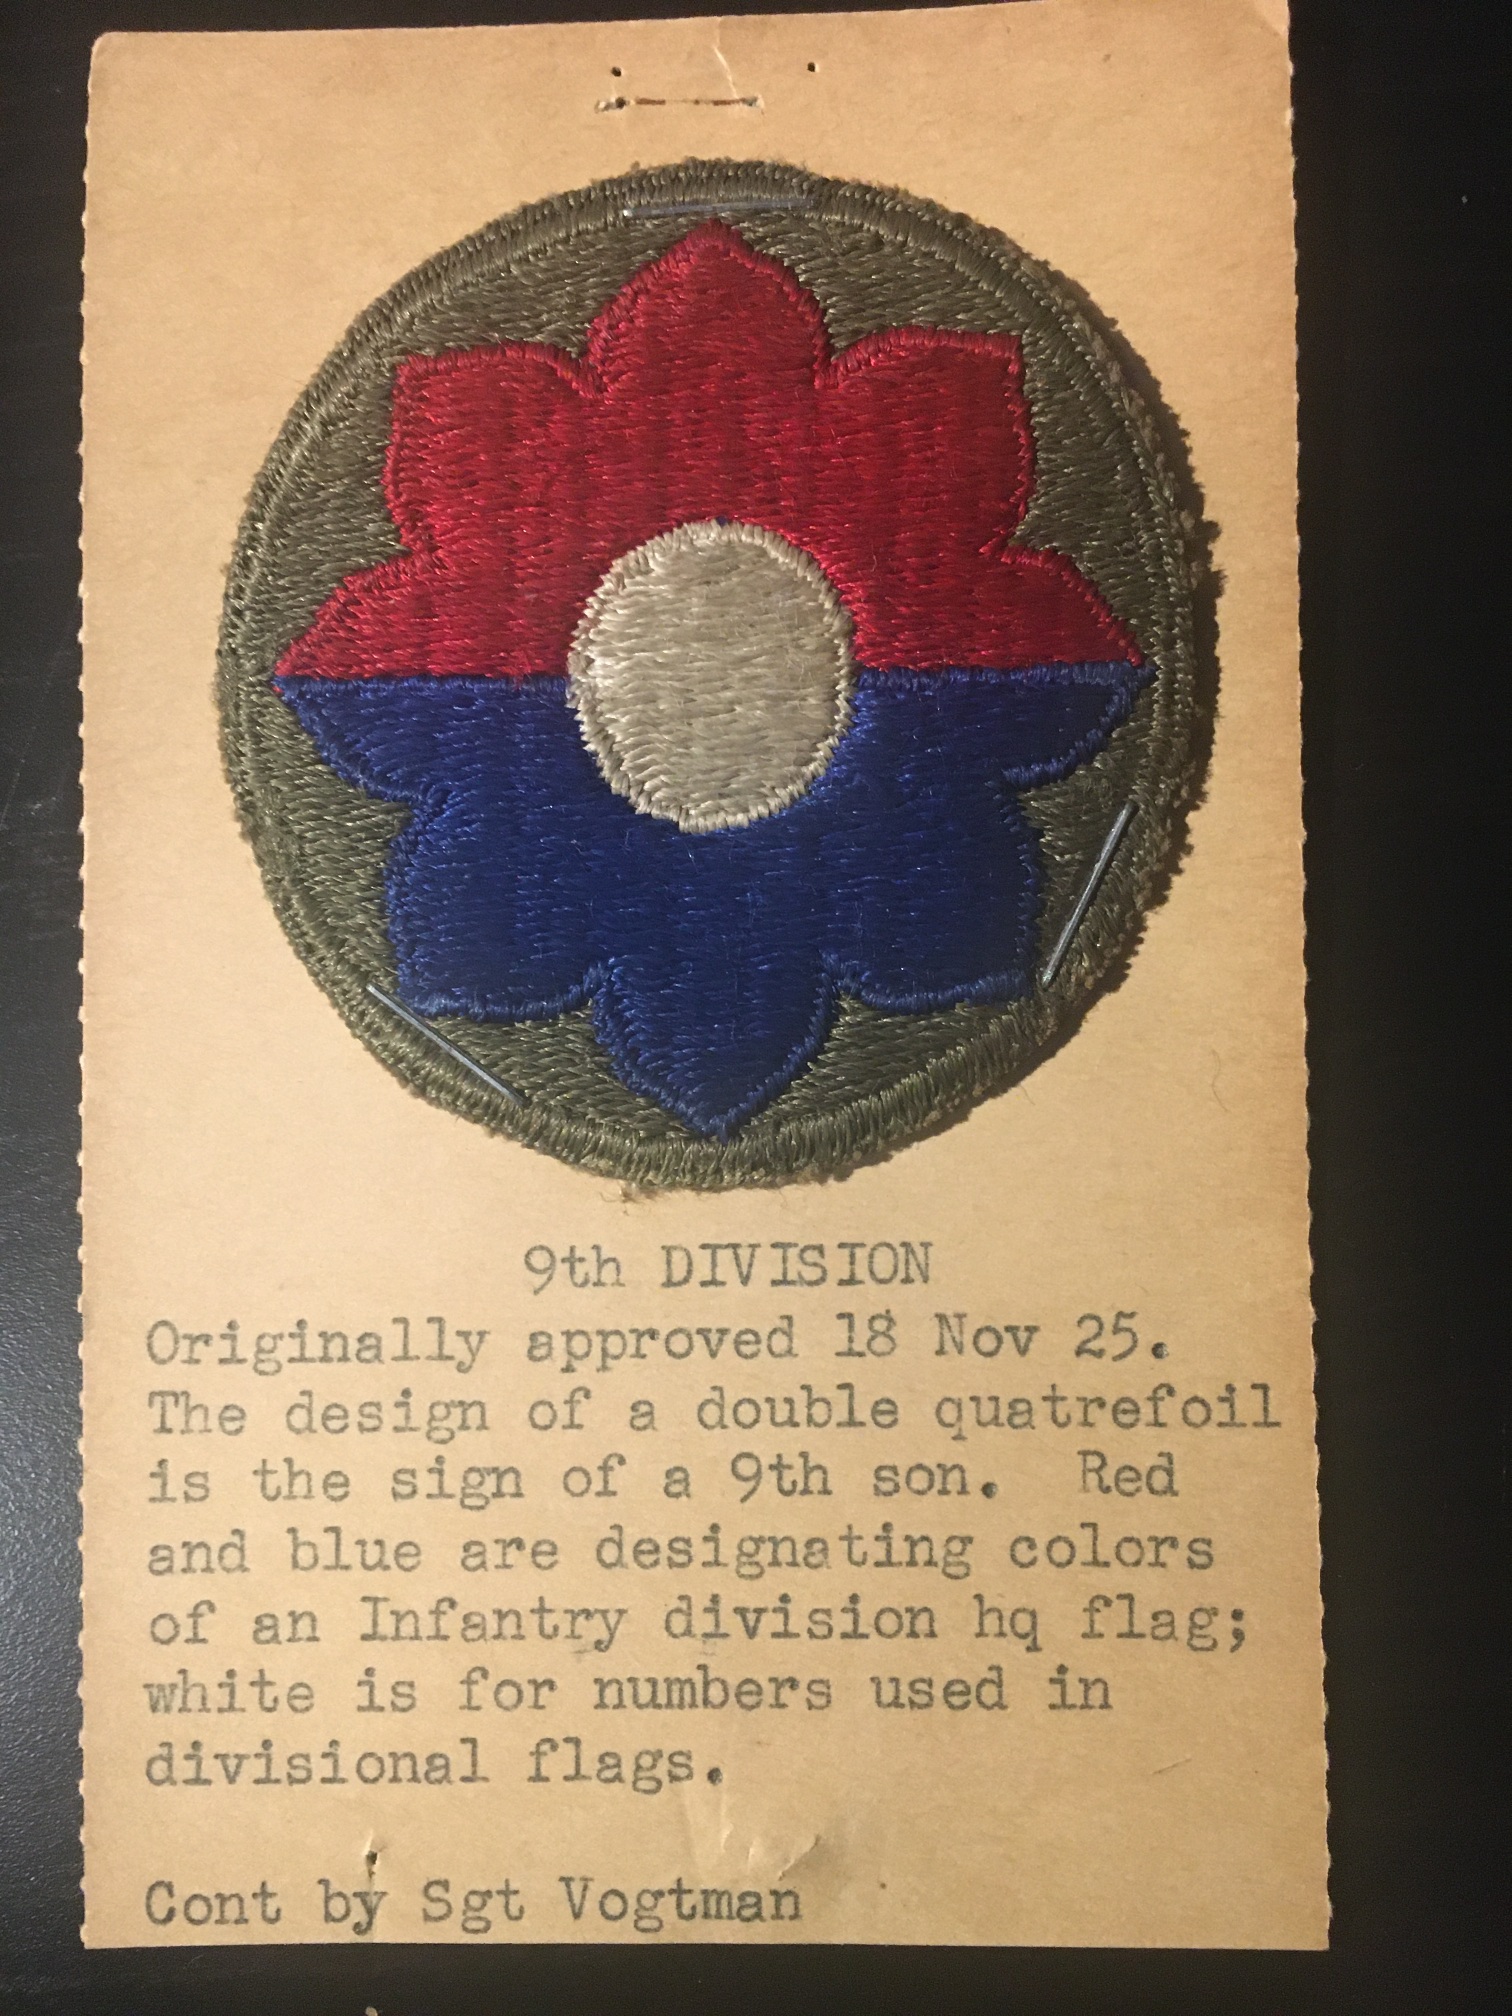 9th DIVISION
Originally approved 18 Nov 25.
The design of a double quatrefoil
is the sign of a 9th son.  Red
and blue are designating colors
of an Infantry division hq flag;
white is for numbers used in
divisional flags.
Cont by Sgt Vogtman